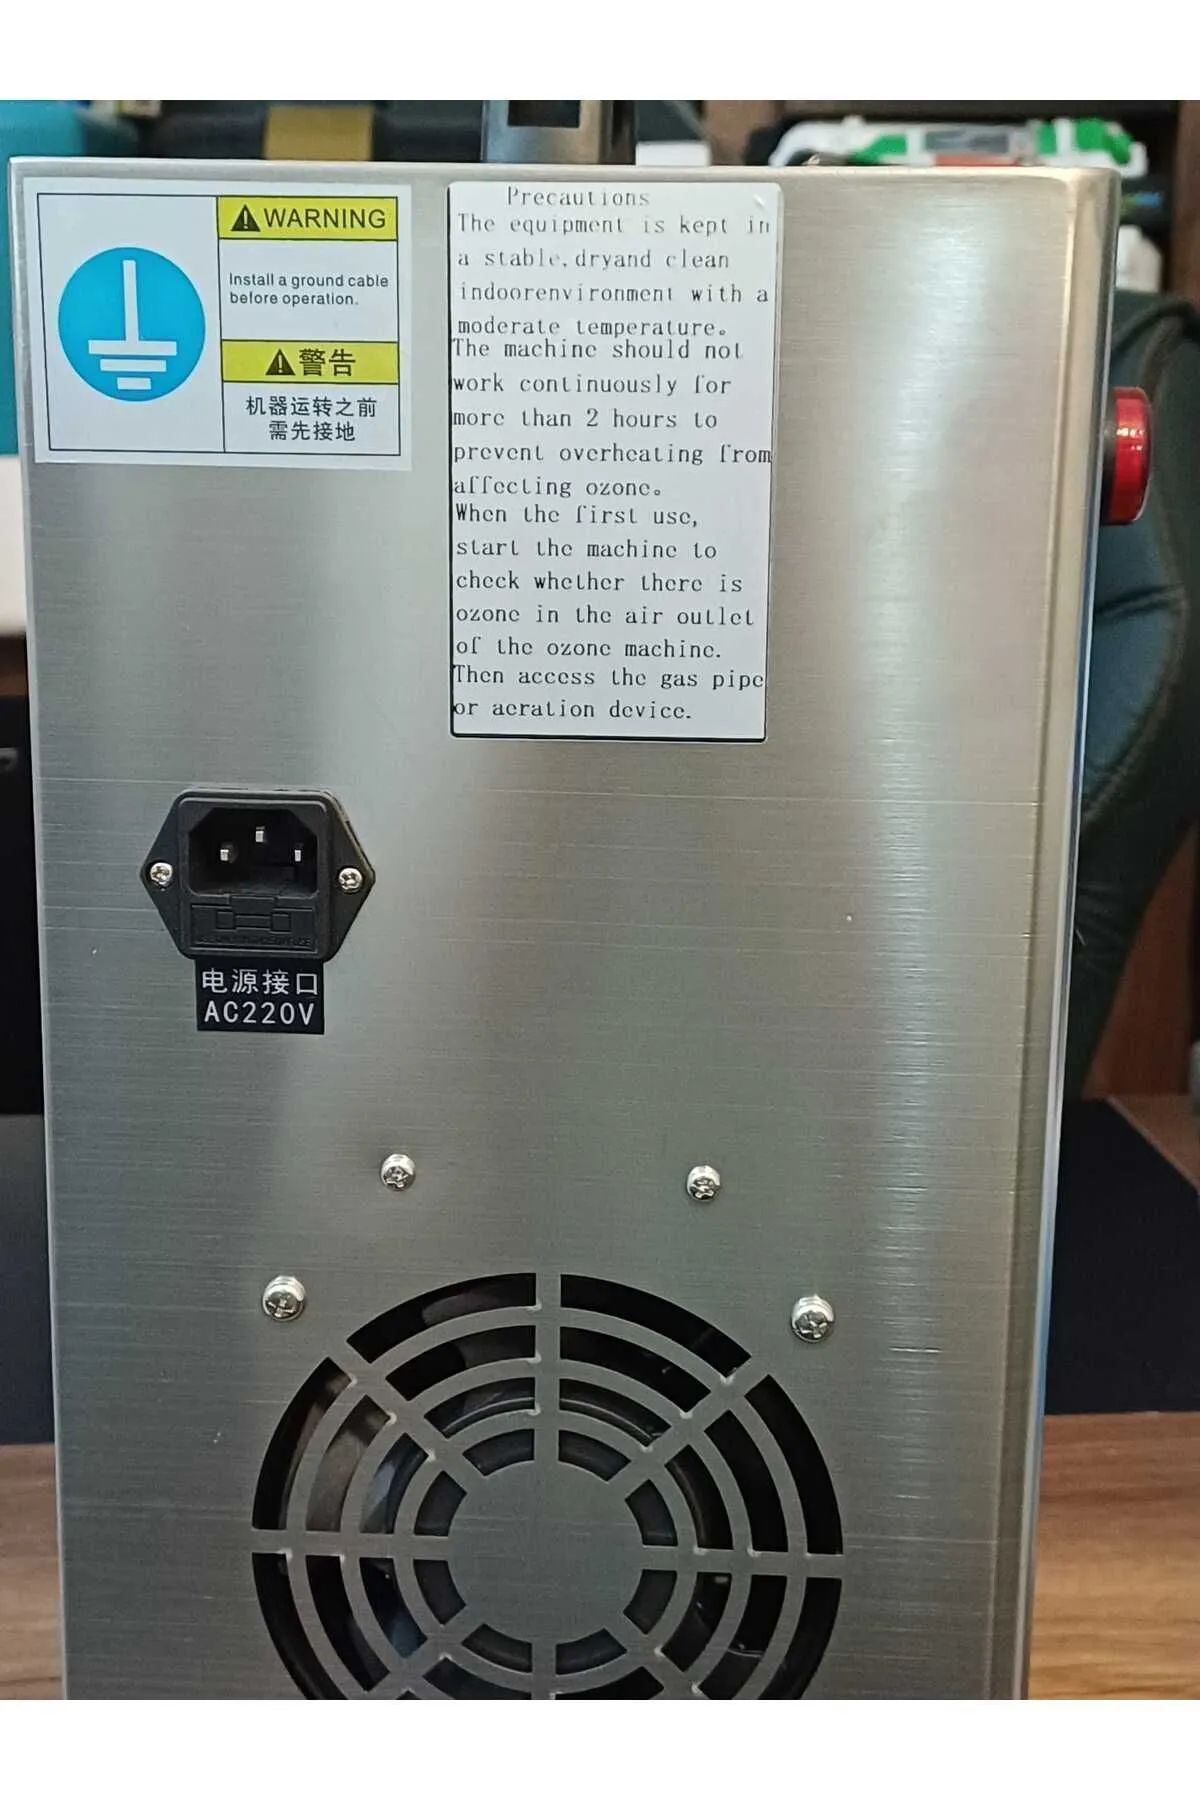 WARNING
Install a ground cable
before operation.
警告
机器运转之前
需先接地
Precautions
The equipment is kept in
a stable,dryand clean
indoorenvironment with a
moderate temperature。
The machine should not
work continuously for
more than 2 hours to
prevent overheating from
affecting ozone。
When the first use,
start the machine to
check whether there is
ozone in the air outlet
of the ozone machine.
Then access the gas pipe
or aeration device.
电源接口
AC220V